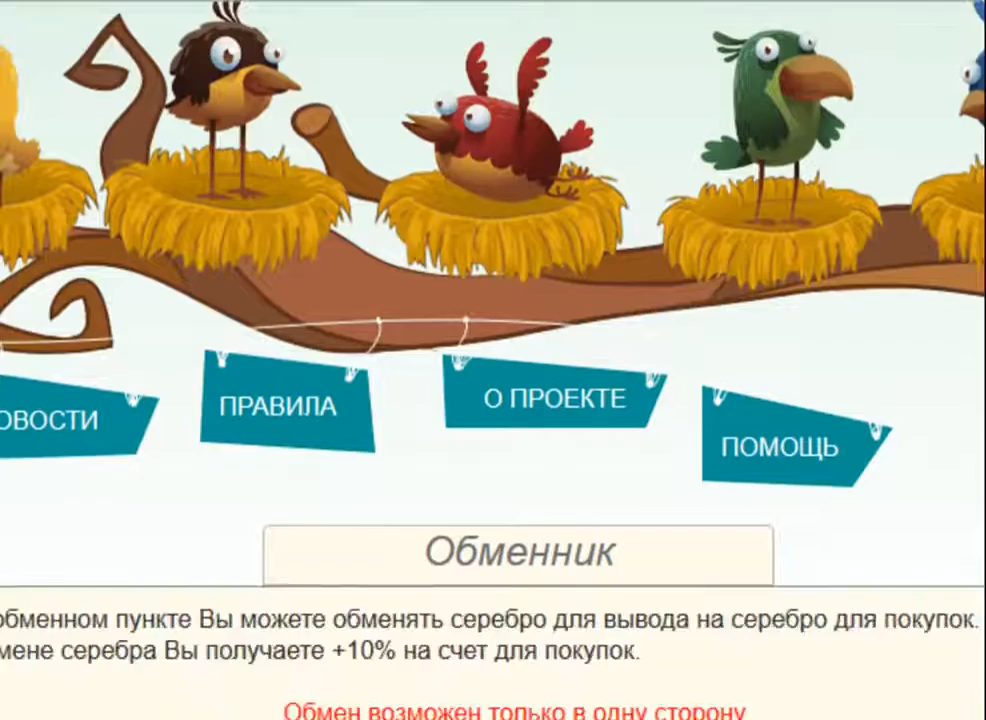 ОВОСТИ
ПРАВИЛА
О ПРОЕКТЕ
ПОМОЩЬ
Обменник
обменном пункте Вы можете обменять серебро для вывода на серебро для покупок.
мене серебра Вы получаете +10% на счет для покупок.
Обмен возможен только в одну сторону